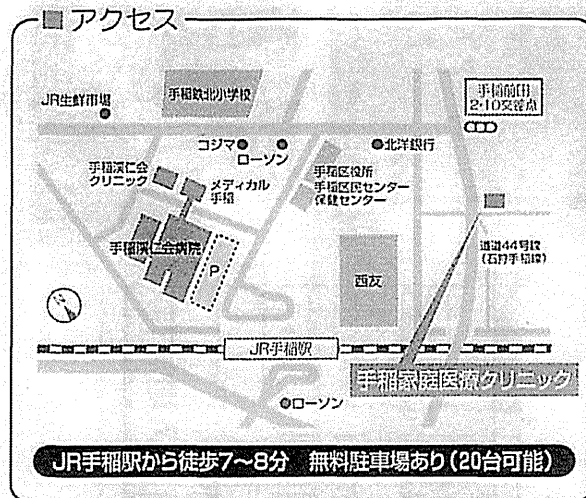 アクセス
JR生鮮市場
手稲鉄北小学校
手稲前田
2・10交差点
コジマ
ローソン
北洋銀行
手稲渓仁会
クリニック
メディカル
手稲
手稲区役所
手稲区民センター
保健センター
手稲渓仁会病院
P
西友
道道44号線
(石狩手稲線)
JR手稲駅
手稲家庭医療クリニック
ローソン
JR手稲駅から徒歩7〜8分 無料駐車場あり(20台可能)